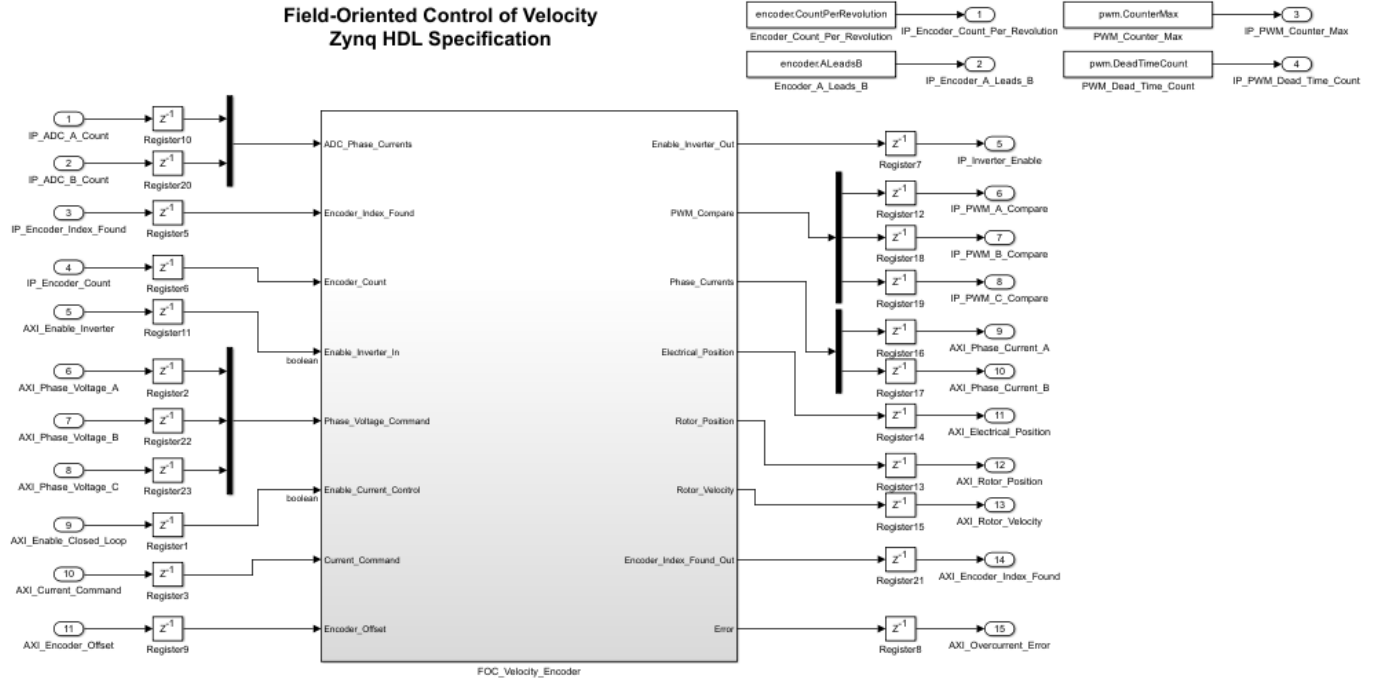 Field-Oriented Control of Velocity
Zynq HDL Specification
encoder.CountPerRevolution
Encoder_Count_Per_Revolution
1
IP_Encoder_Count_Per_Revolution
pwm.CounterMax
PWM_Counter_Max
3
IP_PWM_Counter_Max
encoder.ALeadsB
Encoder_A_Leads_B
2
IP_Encoder_A_Leads_B
pwm.DeadTimeCount
PWM_Dead_Time_Count
4
IP_PWM_Dead_Time_Count
1
IP_ADC_A_Count
z-1
Register10
2
IP_ADC_B_Count
z-1
Register20
3
IP_Encoder_Index_Found
z-1
Register5
4
IP_Encoder_Count
z-1
Register6
5
AXI_Enable_Inverter
z-1
Register11
6
AXI_Phase_Voltage_A
z-1
Register2
7
AXI_Phase_Voltage_B
z-1
Register22
8
AXI_Phase_Voltage_C
z-1
Register23
9
AXI_Enable_Closed_Loop
z-1
Register1
10
AXI_Current_Command
z-1
Register3
11
AXI_Encoder_Offset
z-1
Register9
ADC_Phase_Currents
Encoder_Index_Found
Encoder_Count
Enable_Inverter_In
boolean
Phase_Voltage_Command
Enable_Current_Control
boolean
Current_Command
Encoder_Offset
Enable_Inverter_Out
PWM_Compare
Phase_Currents
Electrical_Position
Rotor_Position
Rotor_Velocity
Encoder_Index_Found_Out
Error
FOC_Velocity_Encoder
z-1
Register7
5
IP_Inverter_Enable
z-1
Register12
6
IP_PWM_A_Compare
z-1
Register18
7
IP_PWM_B_Compare
z-1
Register19
8
IP_PWM_C_Compare
z-1
Register16
9
AXI_Phase_Current_A
z-1
Register17
10
AXI_Phase_Current_B
z-1
Register14
11
AXI_Electrical_Position
z-1
Register13
12
AXI_Rotor_Position
z-1
Register15
13
AXI_Rotor_Velocity
z-1
Register21
14
AXI_Encoder_Index_Found
z-1
Register8
15
AXI_Overcurrent_Error